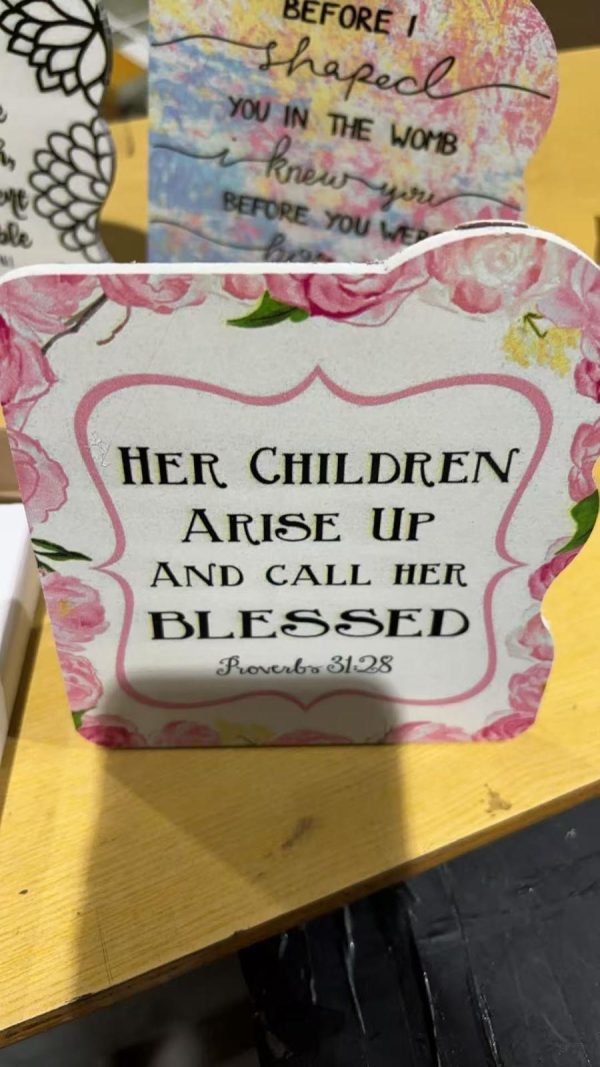 BEFORE I
shaped
YOU IN THE WOMB
i knew you
BEFORE YOU WERE
HER CHILDREN
ARISE UP
AND CALL HER
BLESSED
Proverbs 31:28